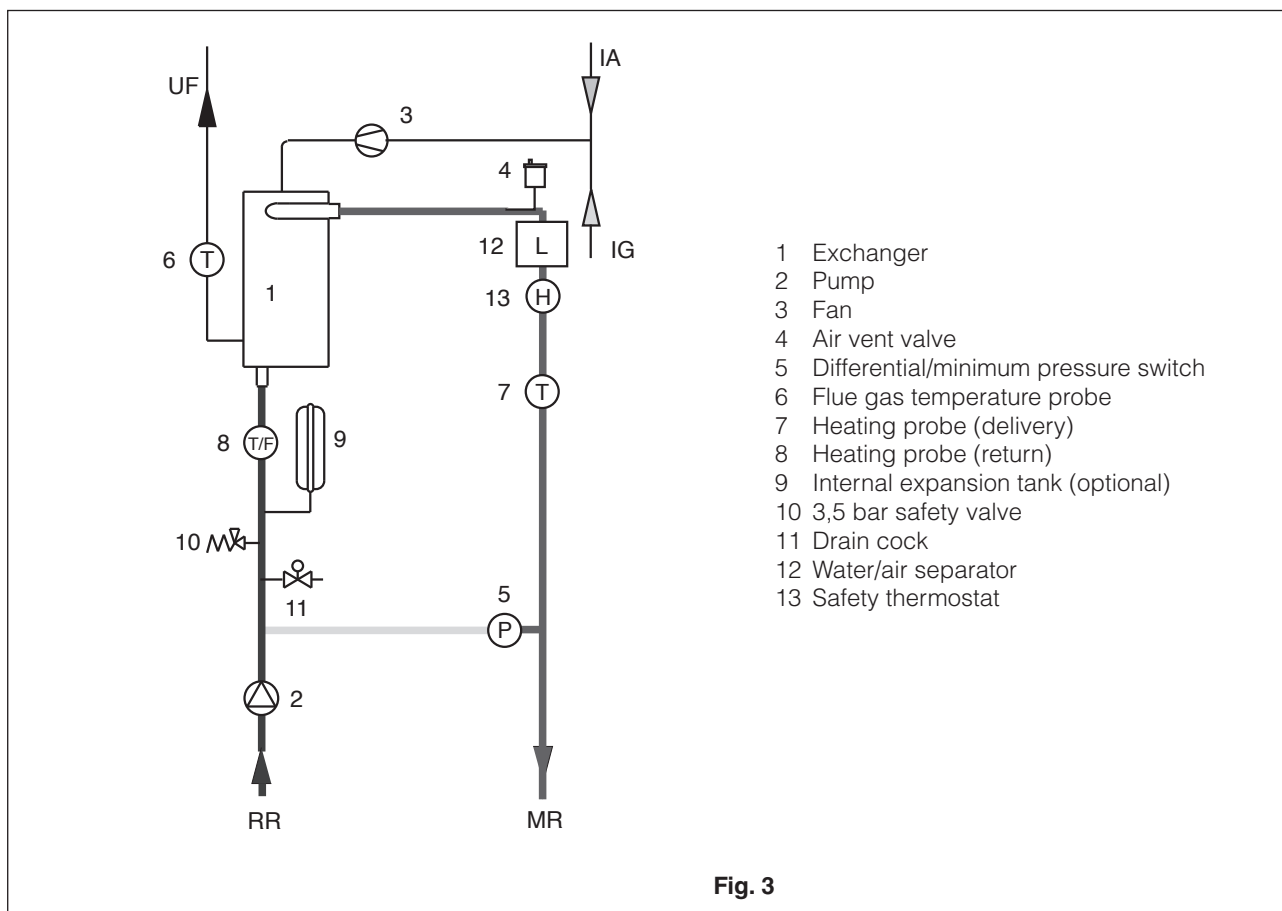 UF
IA
3
4
12 L
IG
6 T
1
13 H
7 T
8 T/F
9
10
11
5
P
2
RR
MR
1 Exchanger
2 Pump
3 Fan
4 Air vent valve
5 Differential/minimum pressure switch
6 Flue gas temperature probe
7 Heating probe (delivery)
8 Heating probe (return)
9 Internal expansion tank (optional)
10 3,5 bar safety valve
11 Drain cock
12 Water/air separator
13 Safety thermostat
Fig. 3